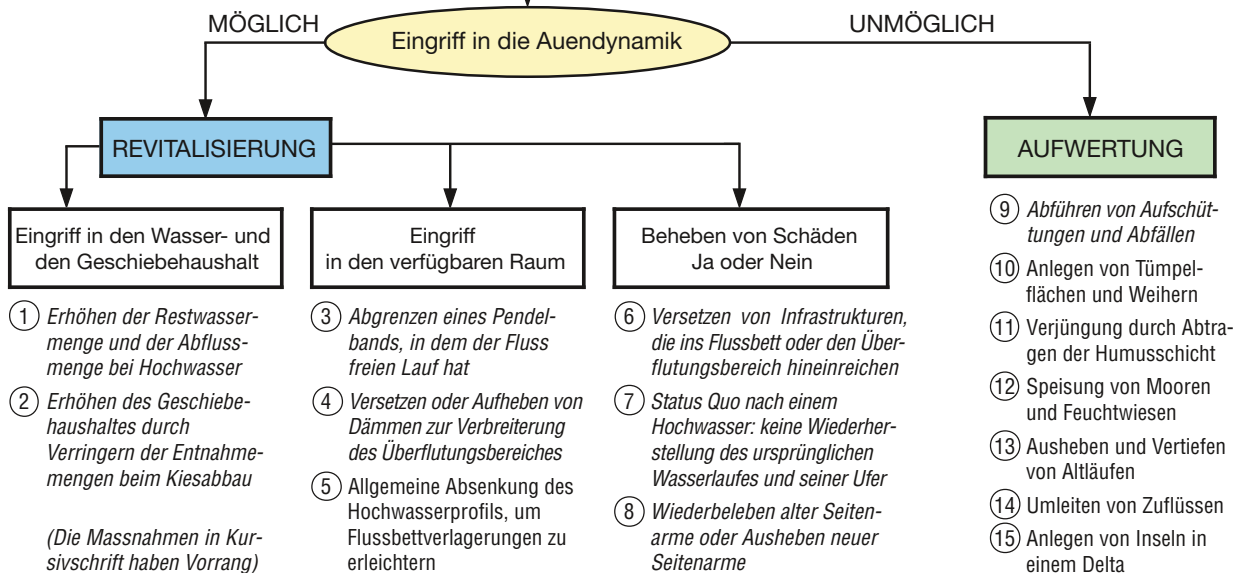 MÖGLICH
Eingriff in die Auendynamik
UNMÖGLICH
REVITALISIERUNG
AUFWERTUNG
Eingriff in den Wasser- und
den Geschiebehaushalt
Eingriff
in den verfügbaren Raum
Beheben von Schäden
Ja oder Nein
1 Erhöhen der Restwasser-
menge und der Abfluss-
menge bei Hochwasser
2 Erhöhen des Geschiebe-
haushaltes durch
Verringern der Entnahme-
mengen beim Kiesabbau
(Die Massnahmen in Kur-
sivschrift haben Vorrang)
3 Abgrenzen eines Pendel-
bands, in dem der Fluss
freien Lauf hat
4 Versetzen oder Aufheben von
Dämmen zur Verbreiterung
des Überflutungsbereiches
5 Allgemeine Absenkung des
Hochwasserprofils, um
Flussbettverlagerungen zu
erleichtern
6 Versetzen von Infrastrukturen,
die ins Flussbett oder den Über-
flutungsbereich hineinreichen
7 Status Quo nach einem
Hochwasser: keine Wiederher-
stellung des ursprünglichen
Wasserlaufes und seiner Ufer
8 Wiederbeleben alter Seiten-
arme oder Ausheben neuer
Seitenarme
9 Abführen von Aufschüt-
tungen und Abfällen
10 Anlegen von Tümpel-
flächen und Weihern
11 Verjüngung durch Abtra-
gen der Humusschicht
12 Speisung von Mooren
und Feuchtwiesen
13 Ausheben und Vertiefen
von Altläufen
14 Umleiten von Zuflüssen
15 Anlegen von Inseln in
einem Delta